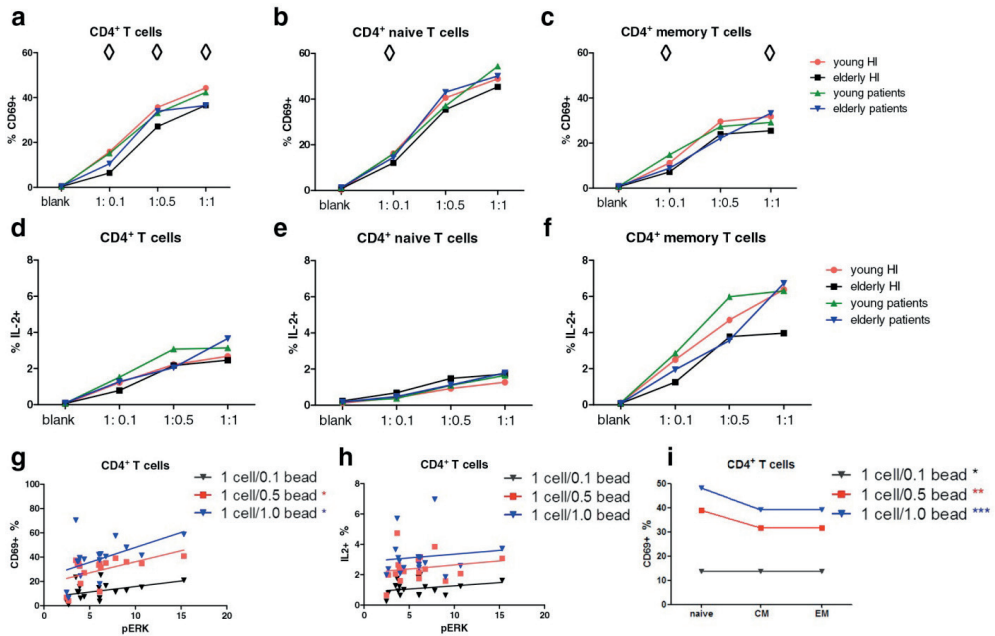 a
CD4+ T cells
% CD69+
60
40
20
0
blank
1: 0.1
1:0.5
1:1
b
CD4+ naive T cells
% CD69+
60
40
20
0
blank
1: 0.1
1:0.5
1:1
c
CD4+ memory T cells
% CD69+
60
40
20
0
blank
1: 0.1
1:0.5
1:1
young HI
elderly HI
young patients
elderly patients
d
CD4+ T cells
% IL-2+
8
6
4
2
0
blank
1: 0.1
1:0.5
1:1
e
CD4+ naive T cells
% IL-2+
8
6
4
2
0
blank
1: 0.1
1:0.5
1:1
f
CD4+ memory T cells
% IL-2+
8
6
4
2
0
blank
1: 0.1
1:0.5
1:1
young HI
elderly HI
young patients
elderly patients
g
CD4+ T cells
CD69+ %
100
80
60
40
20
0
0
5
10
15
20
pERK
1 cell/0.1 bead
1 cell/0.5 bead *
1 cell/1.0 bead *
h
CD4+ T cells
IL2+ %
8
6
4
2
0
0
5
10
15
20
pERK
1 cell/0.1 bead
1 cell/0.5 bead
1 cell/1.0 bead
i
CD4+ T cells
CD69+ %
50
40
30
20
10
0
naive
CM
EM
1 cell/0.1 bead *
1 cell/0.5 bead **
1 cell/1.0 bead ***